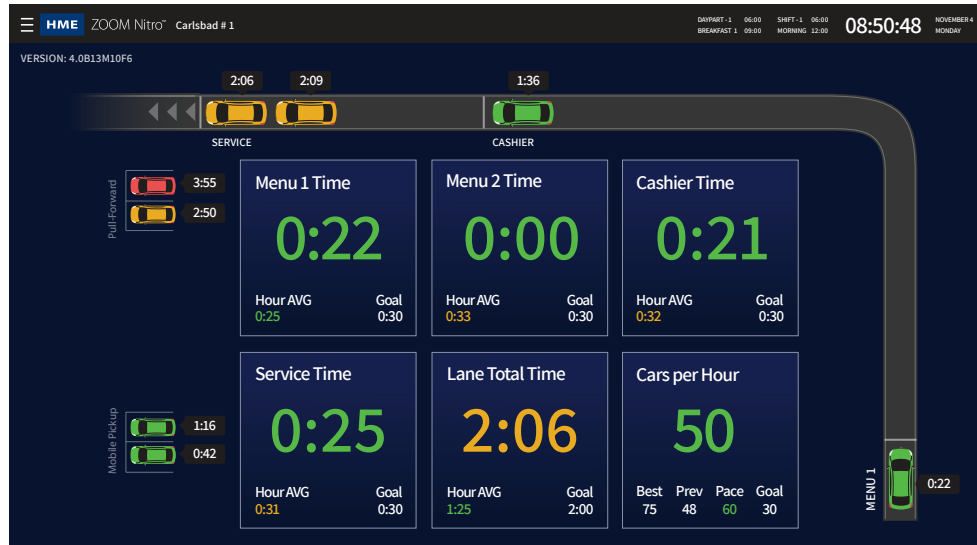 HME ZOOM Nitro™ Carlsbad # 1
DAYPART - 1 06:00 SHIFT - 1 06:00
BREAKFAST 1 09:00 MORNING 12:00
08:50:48
NOVEMBER 4
MONDAY
VERSION: 4.0B13M10F6
2:06 2:09 1:36
SERVICE CASHIER
Pull-Forward
3:55
2:50
Menu 1 Time
0:22
Hour AVG Goal
0:25 0:30
Menu 2 Time
0:00
Hour AVG Goal
0:33 0:30
Cashier Time
0:21
Hour AVG Goal
0:32 0:30
Mobile Pickup
1:16
0:42
Service Time
0:25
Hour AVG Goal
0:31 0:30
Lane Total Time
2:06
Hour AVG Goal
1:25 2:00
Cars per Hour
50
Best Prev Pace Goal
75 48 60 30
MENU 1
0:22